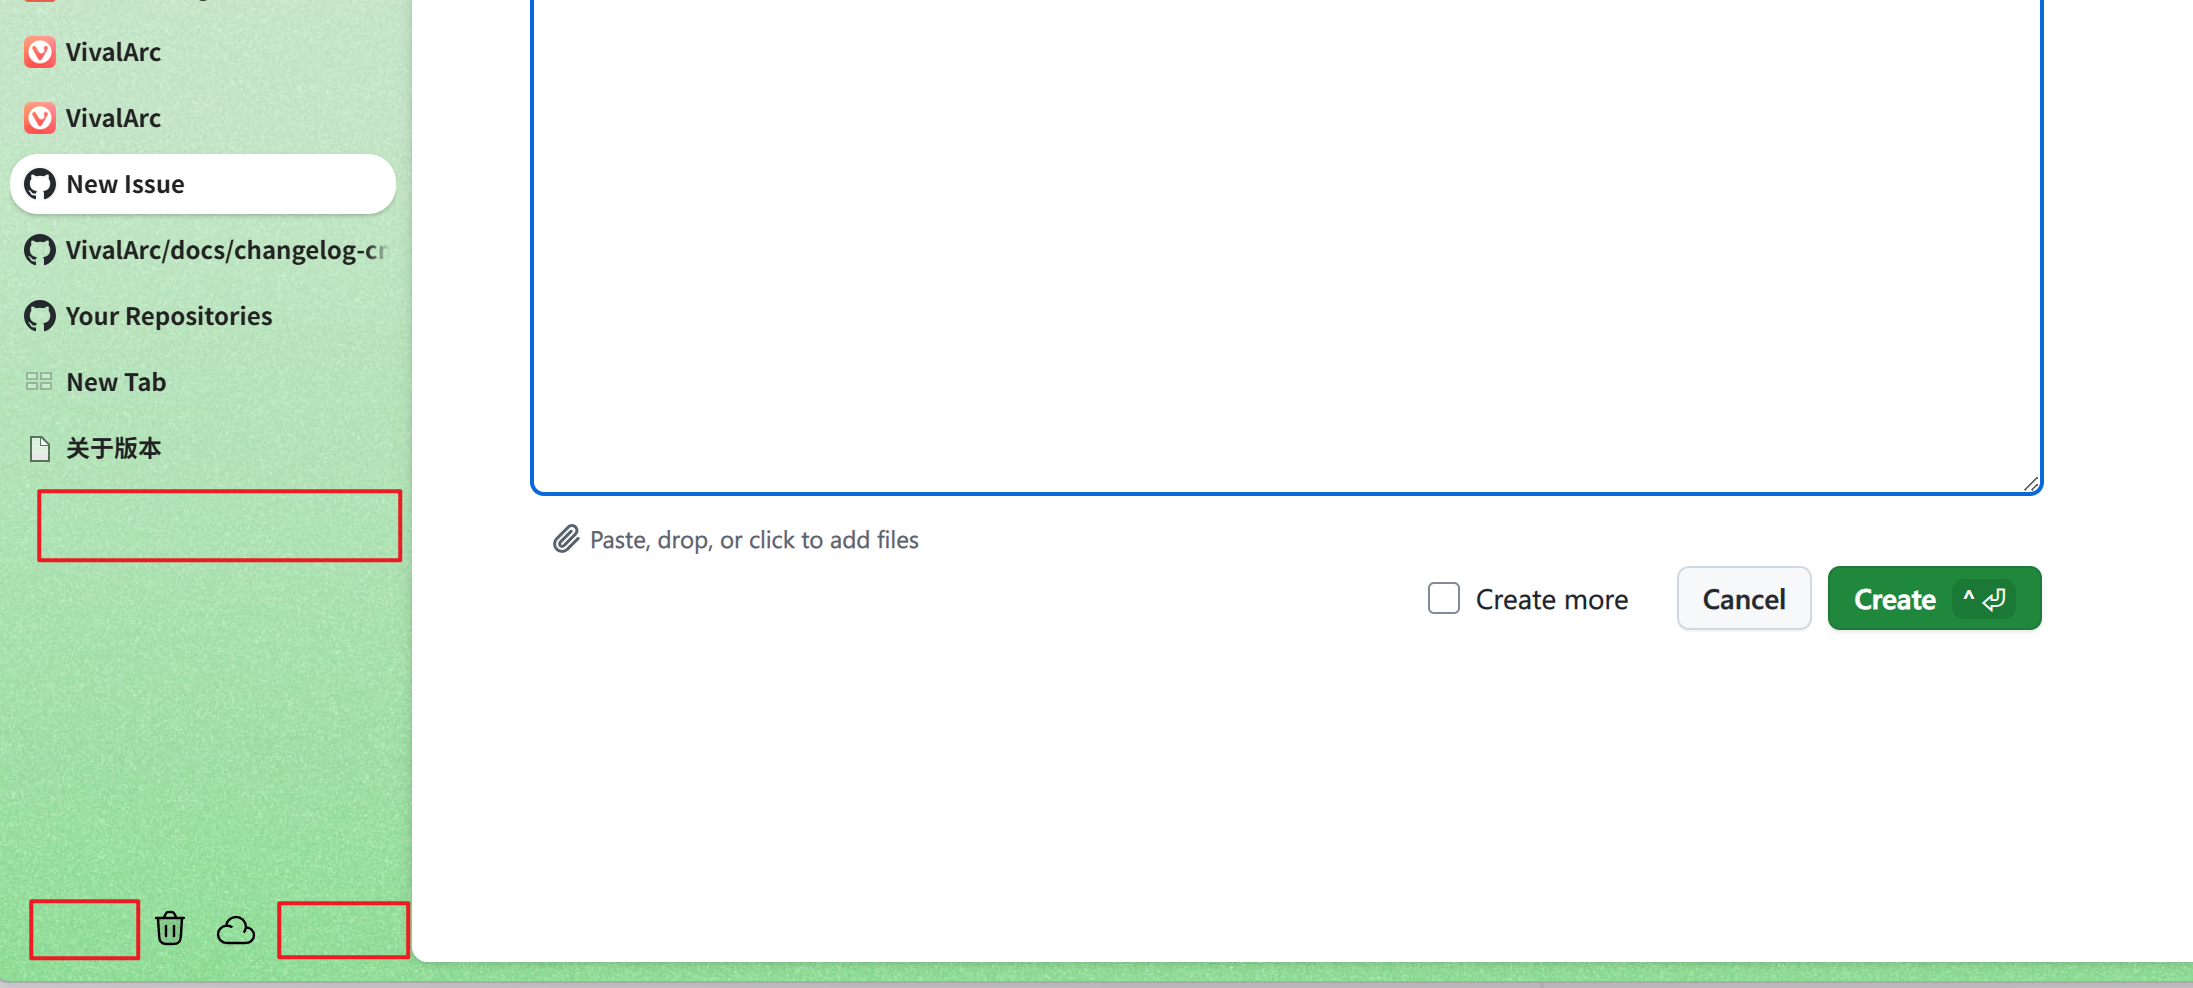 VivalArc
VivalArc
New Issue
VivalArc/docs/changelog-cr
Your Repositories
New Tab
关于版本
Paste, drop, or click to add files
Create more
Cancel
Create ^ ⏎